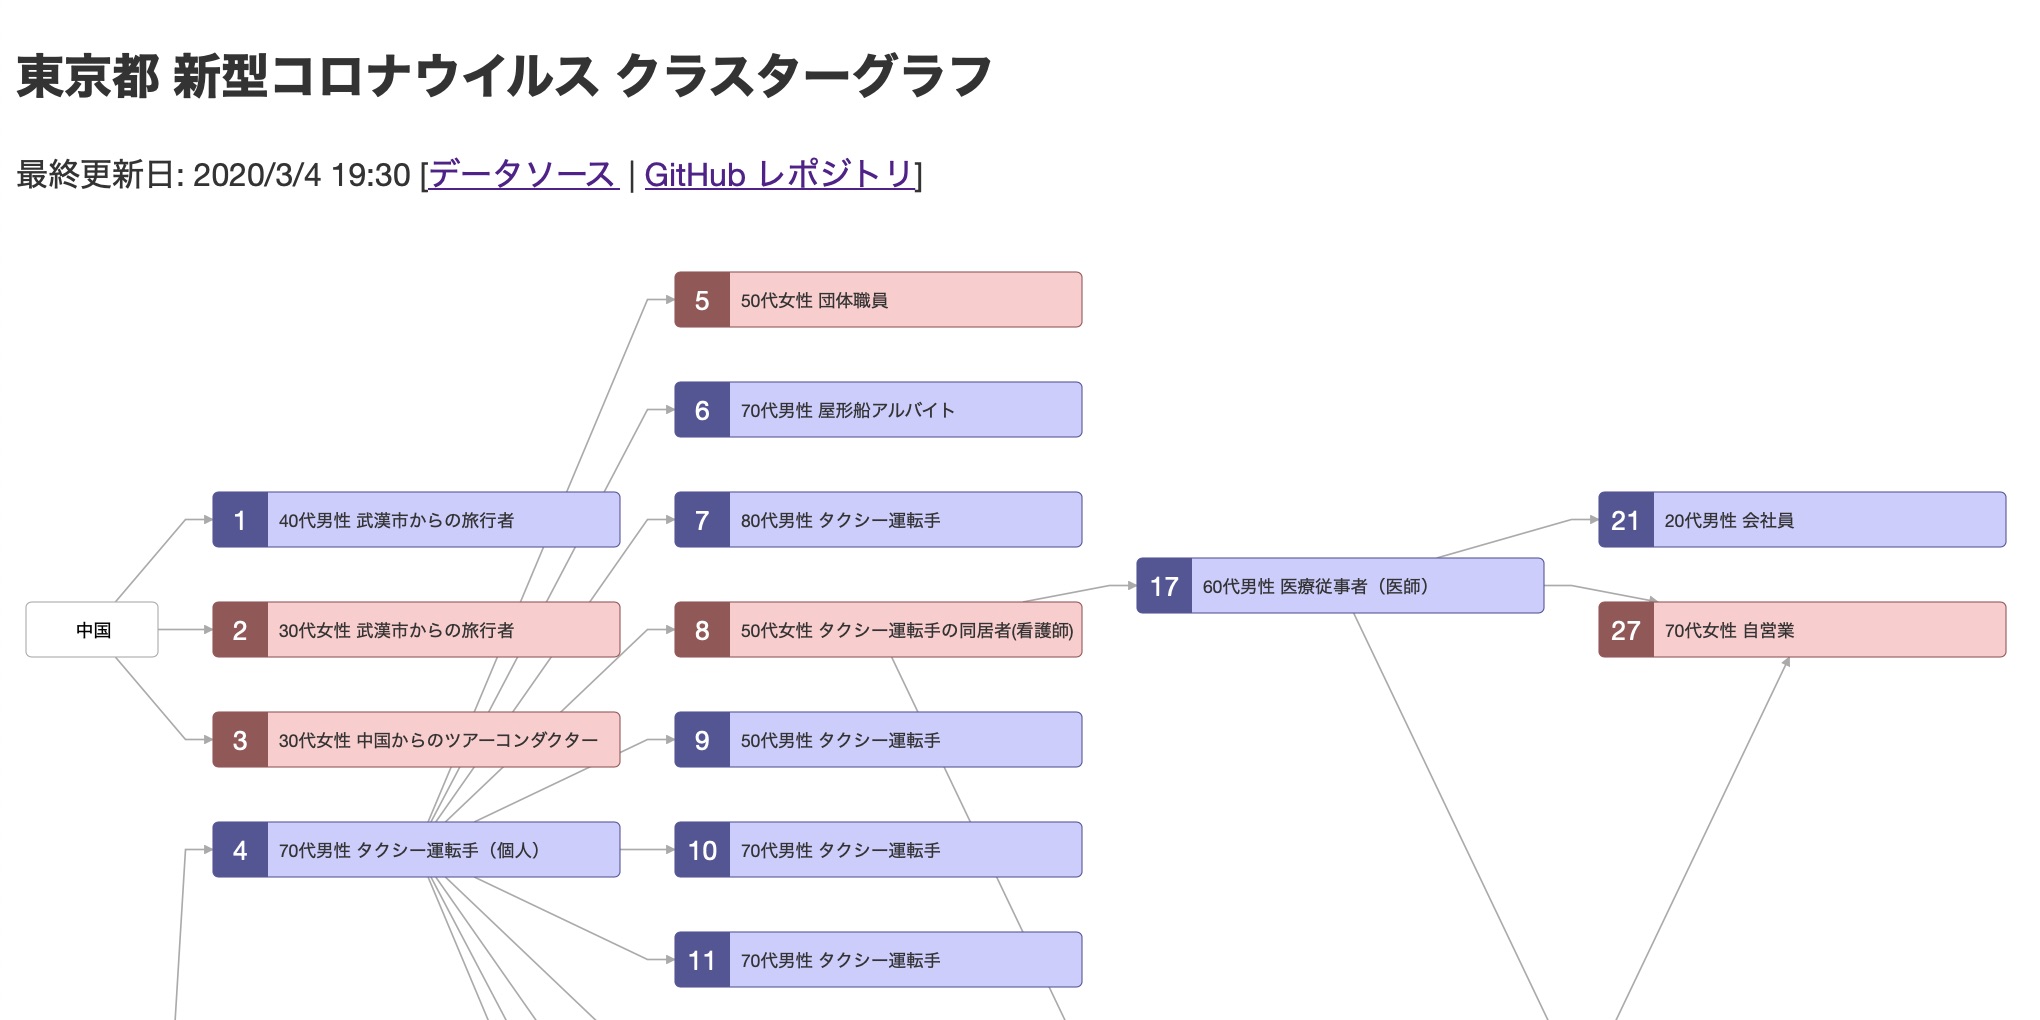 東京都 新型コロナウイルス クラスターグラフ
最終更新日: 2020/3/4 19:30 [データソース | GitHub レポジトリ]
5 50代女性 団体職員
6 70代男性 屋形船アルバイト
1 40代男性 武漢市からの旅行者
7 80代男性 タクシー運転手
21 20代男性 会社員
17 60代男性 医療従事者（医師）
中国
2 30代女性 武漢市からの旅行者
8 50代女性 タクシー運転手の同居者(看護師)
27 70代女性 自営業
3 30代女性 中国からのツアーコンダクター
9 50代男性 タクシー運転手
4 70代男性 タクシー運転手（個人）
10 70代男性 タクシー運転手
11 70代男性 タクシー運転手